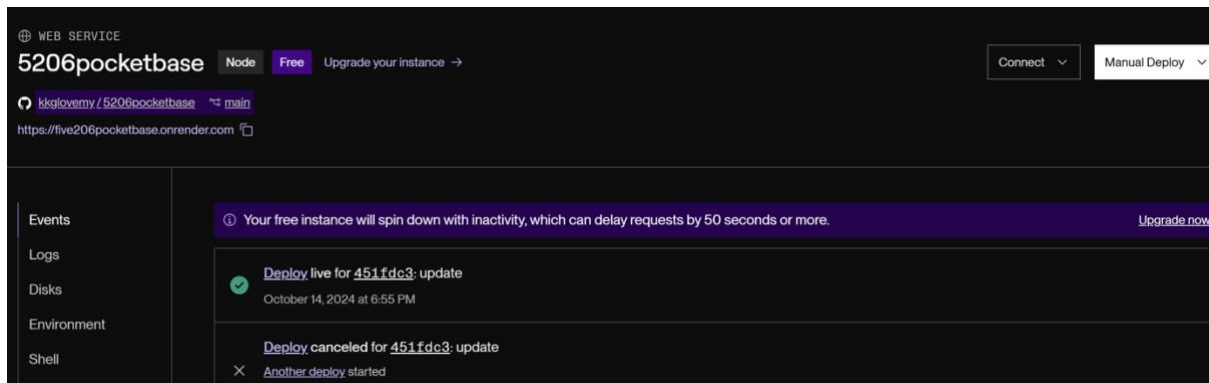 WEB SERVICE
5206pocketbase Node Free Upgrade your instance →
Connect Manual Deploy
kkglovemy / 5206pocketbase main
https://five206pocketbase.onrender.com
Events
Your free instance will spin down with inactivity, which can delay requests by 50 seconds or more. Upgrade now
Logs
Deploy live for 451fdc3: update
Disks
October 14, 2024 at 6:55 PM
Environment
Deploy canceled for 451fdc3: update
Shell
Another deploy started